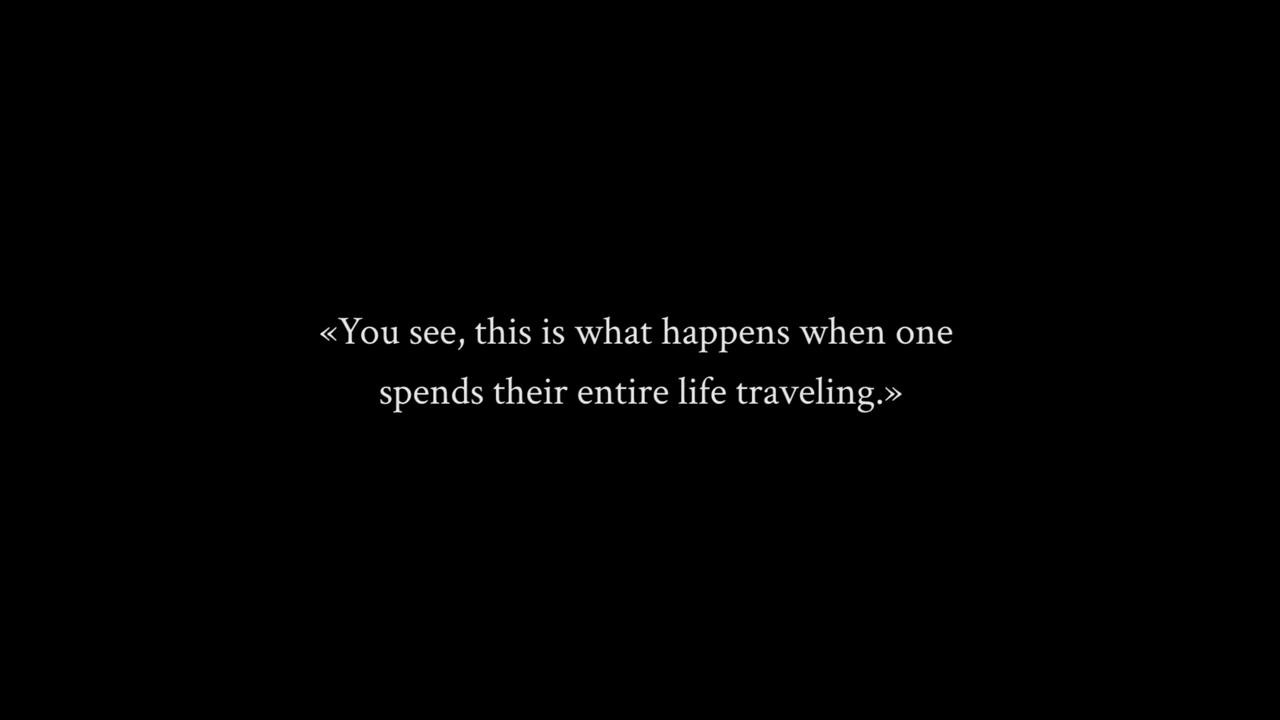 «You see, this is what happens when one
spends their entire life traveling.»